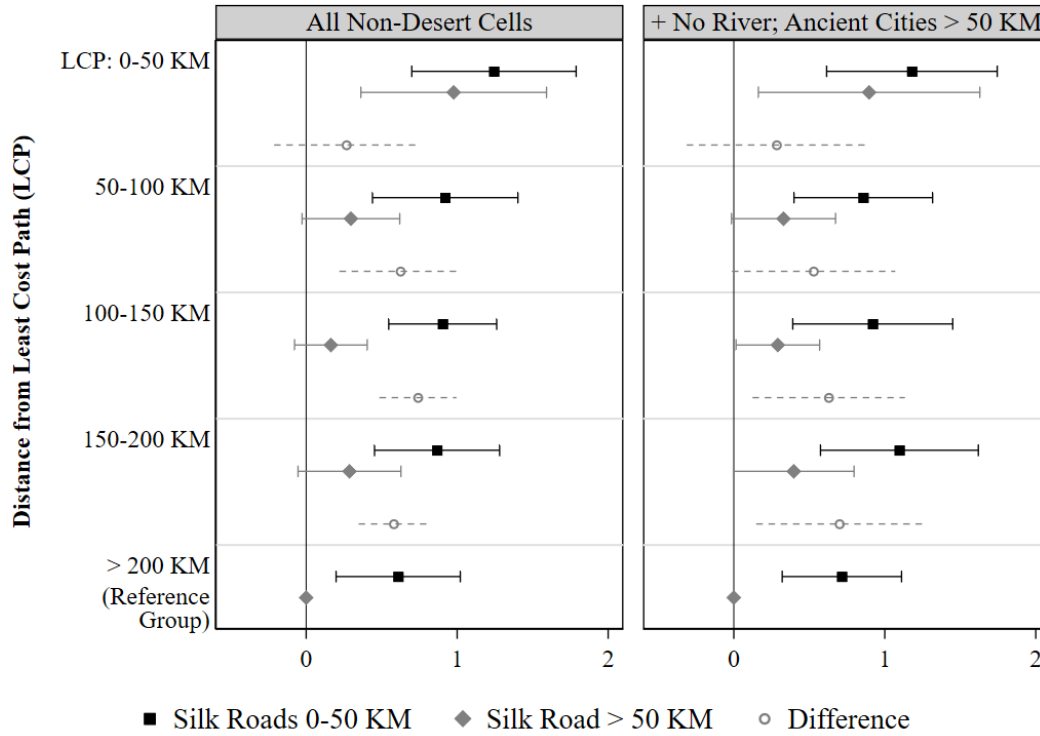 All Non-Desert Cells
+ No River; Ancient Cities > 50 KM
Distance from Least Cost Path (LCP)
LCP: 0-50 KM
50-100 KM
100-150 KM
150-200 KM
> 200 KM
(Reference
Group)
0 1 2 0 1 2
Silk Roads 0-50 KM Silk Road > 50 KM Difference